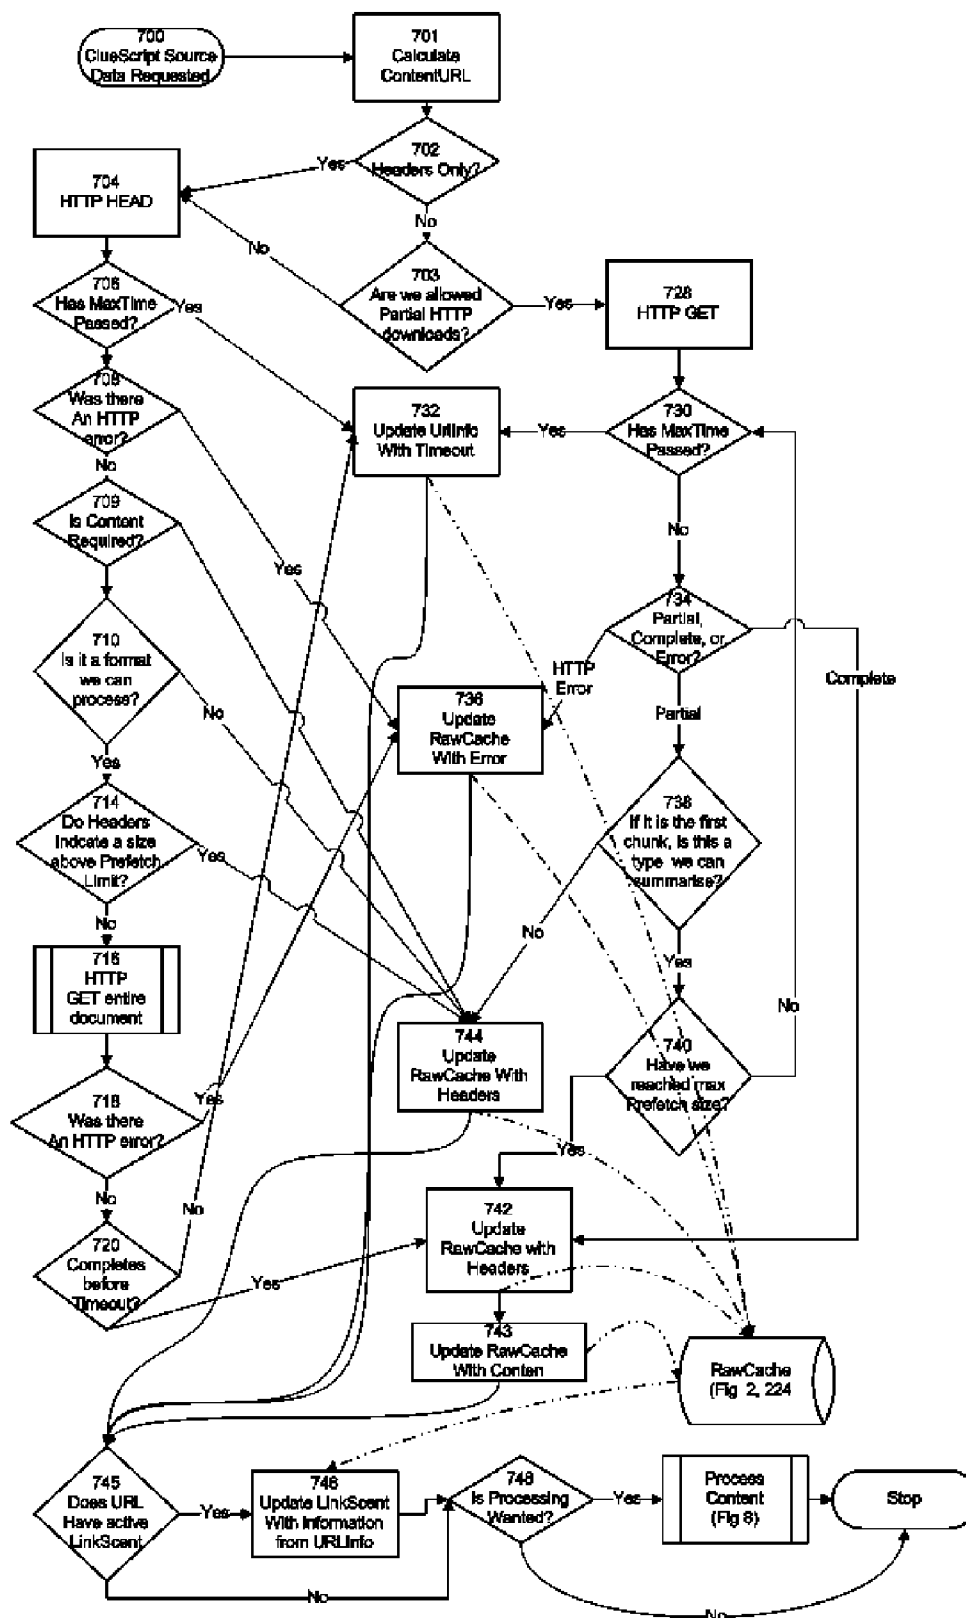 700
ClueScript Source
Data Requested
701
Calculate
ContentURL
702
Headers Only?
Yes
No
704
HTTP HEAD
703
Are we allowed
Partial HTTP
downloads?
No
Yes
728
HTTP GET
706
Has MaxTime
Passed?
Yes
708
Was there
An HTTP
error?
No
Yes
732
Update UrlInfo
With Timeout
Yes
730
Has MaxTime
Passed?
No
709
Is Content
Required?
734
Partial,
Complete, or
Error?
HTTP
Error
Complete
Partial
710
Is it a format
we can
process?
No
Yes
736
Update
RawCache
With Error
714
Do Headers
Indcate a size
above Prefetch
Limit?
Yes
No
738
If it is the first
chunk, is this a
type we can
summarise?
No
Yes
716
HTTP
GET entire
document
744
Update
RawCache With
Headers
740
Have we
reached max
Prefetch size?
No
Yes
718
Was there
An HTTP error?
Yes
No
720
Completes
before
Timeout?
No
Yes
742
Update
RawCache with
Headers
743
Update RawCache
With Conten
RawCache
(Fig 2, 224
745
Does URL
Have active
LinkScent
Yes
No
746
Update LinkScent
With Information
from URLInfo
748
Is Processing
Wanted?
Yes
No
Process
Content
(Fig 8)
Stop